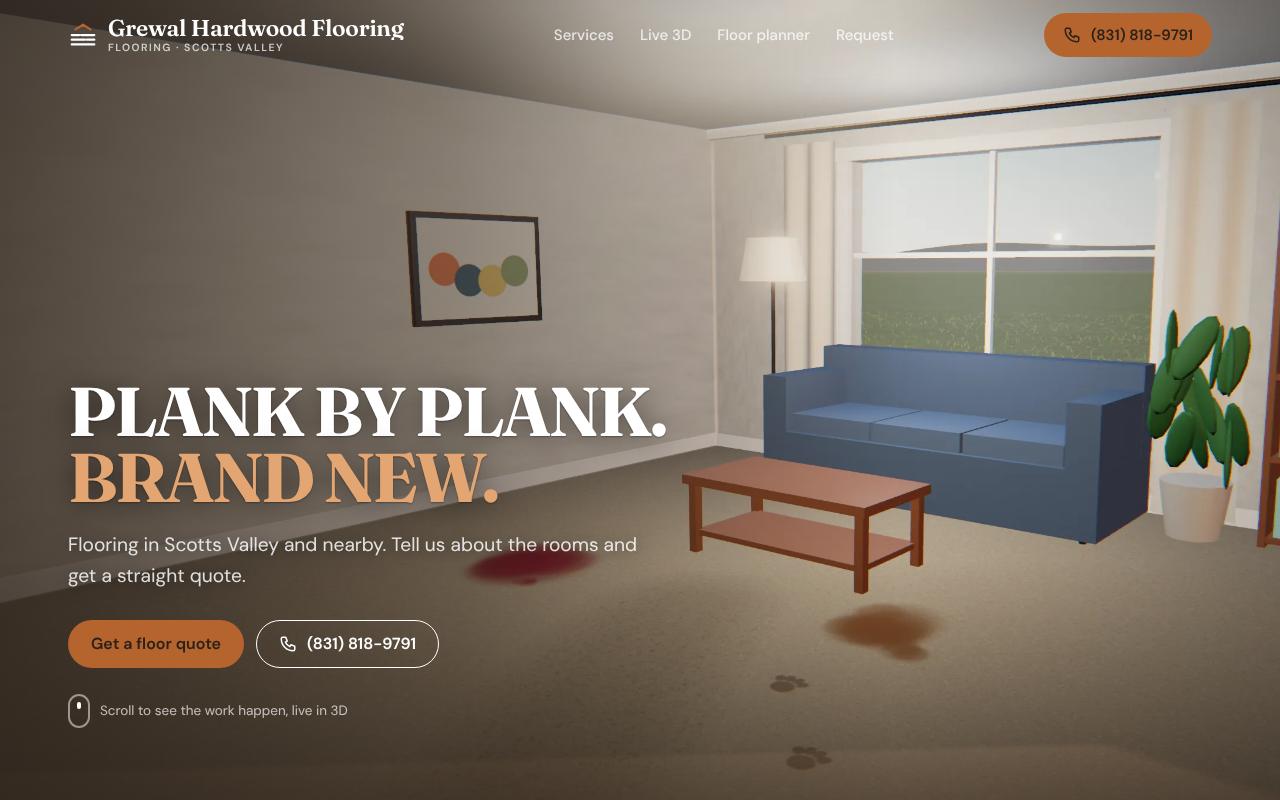 Grewal Hardwood Flooring
FLOORING · SCOTTS VALLEY
Services
Live 3D
Floor planner
Request
(831) 818-9791
PLANK BY PLANK.
BRAND NEW.
Flooring in Scotts Valley and nearby. Tell us about the rooms and
get a straight quote.
Get a floor quote
(831) 818-9791
Scroll to see the work happen, live in 3D